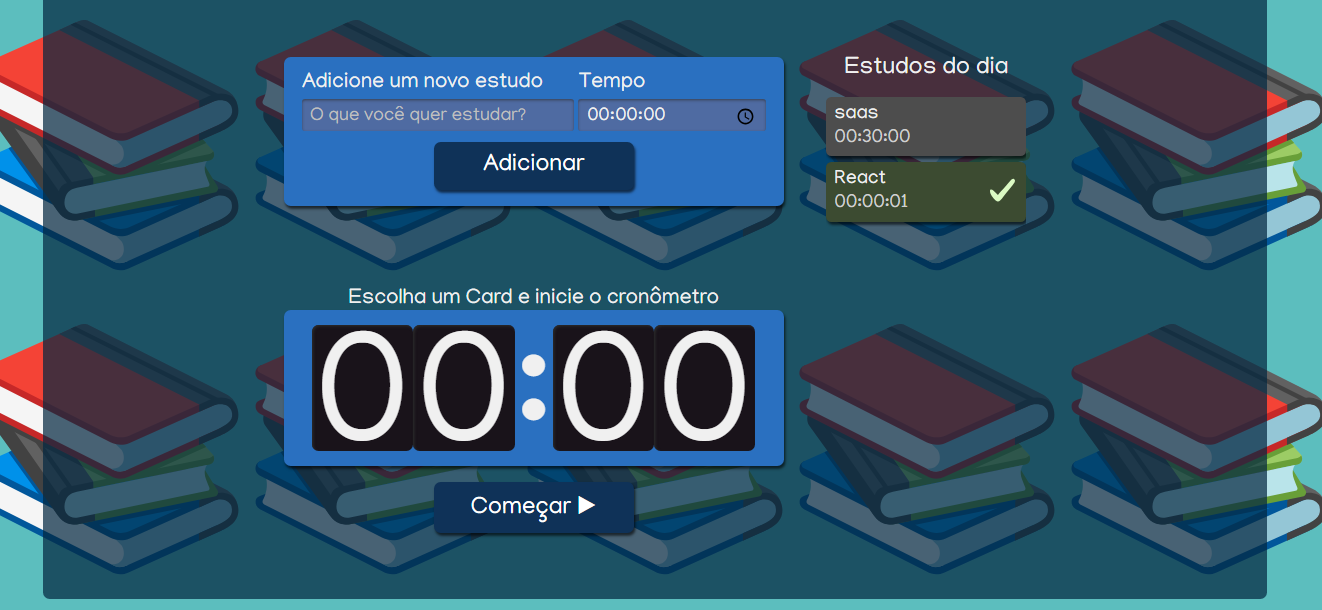 Adicione um novo estudo
Tempo
O que você quer estudar?
00:00:00
Adicionar
Estudos do dia
saas
00:30:00
React
00:00:01
Escolha um Card e inicie o cronômetro
00:00
Começar